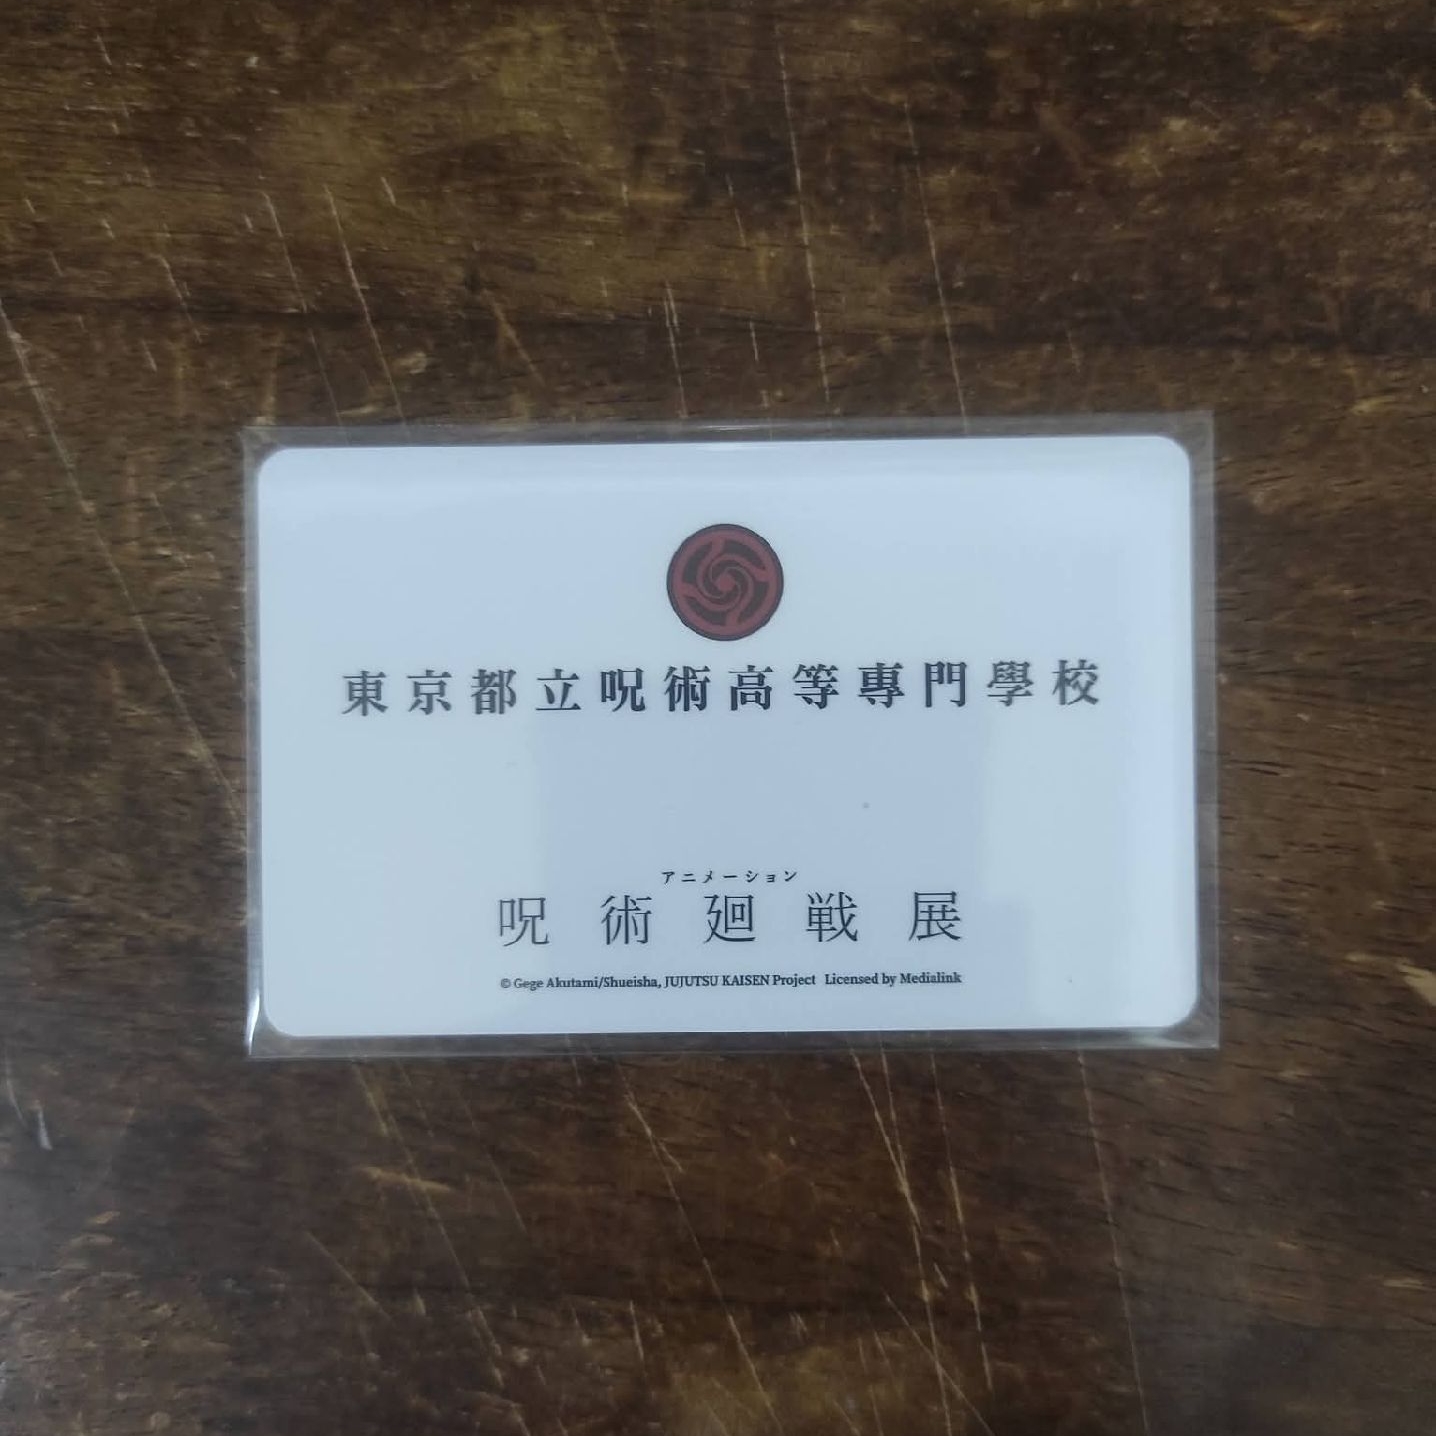 東京都立呪術高等專門學校
アニメーション
呪術廻戦展
© Gege Akutami/Shueisha, JUJUTSU KAISEN Project Licensed by Medialink